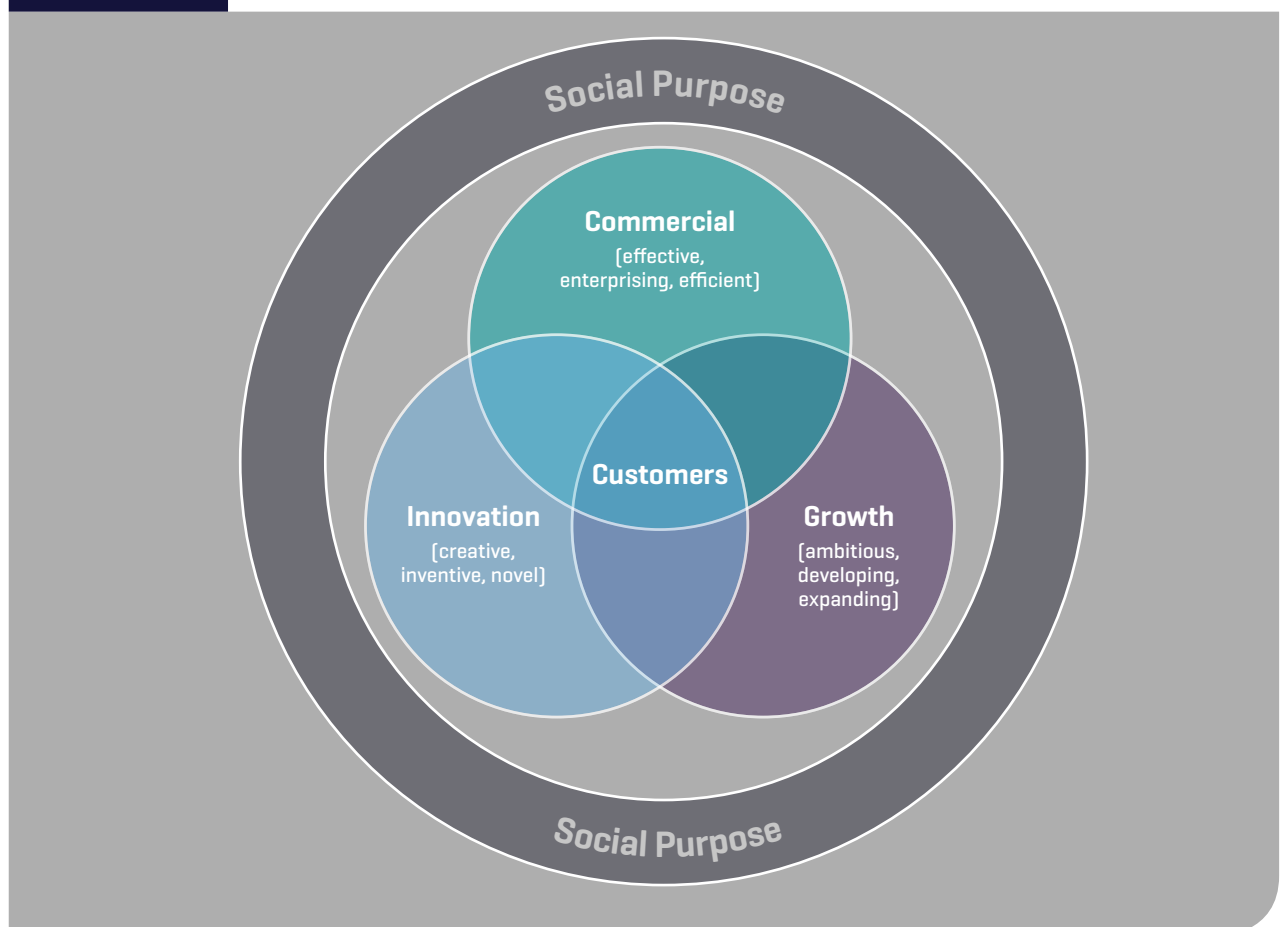 Social Purpose
Commercial
(effective,
enterprising, efficient)
Customers
Innovation
(creative,
inventive, novel)
Growth
(ambitious,
developing,
expanding)
Social Purpose